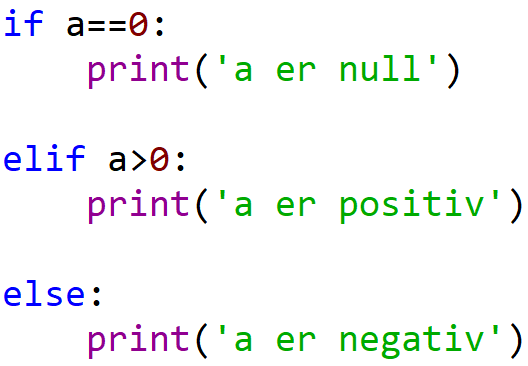 if a==0:
    print('a er null')
elif a>0:
    print('a er positiv')
else:
    print('a er negativ')